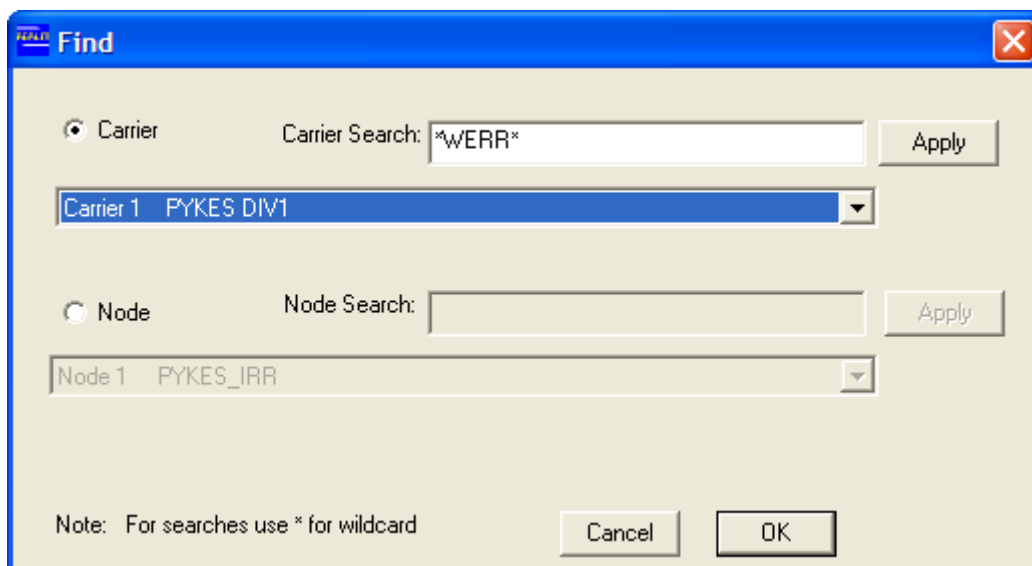 Find
Carrier Carrier Search: *WERR* Apply
Carrier 1 PYKES DIV1
Node Node Search: Apply
Node 1 PYKES_IRR
Note: For searches use * for wildcard Cancel OK